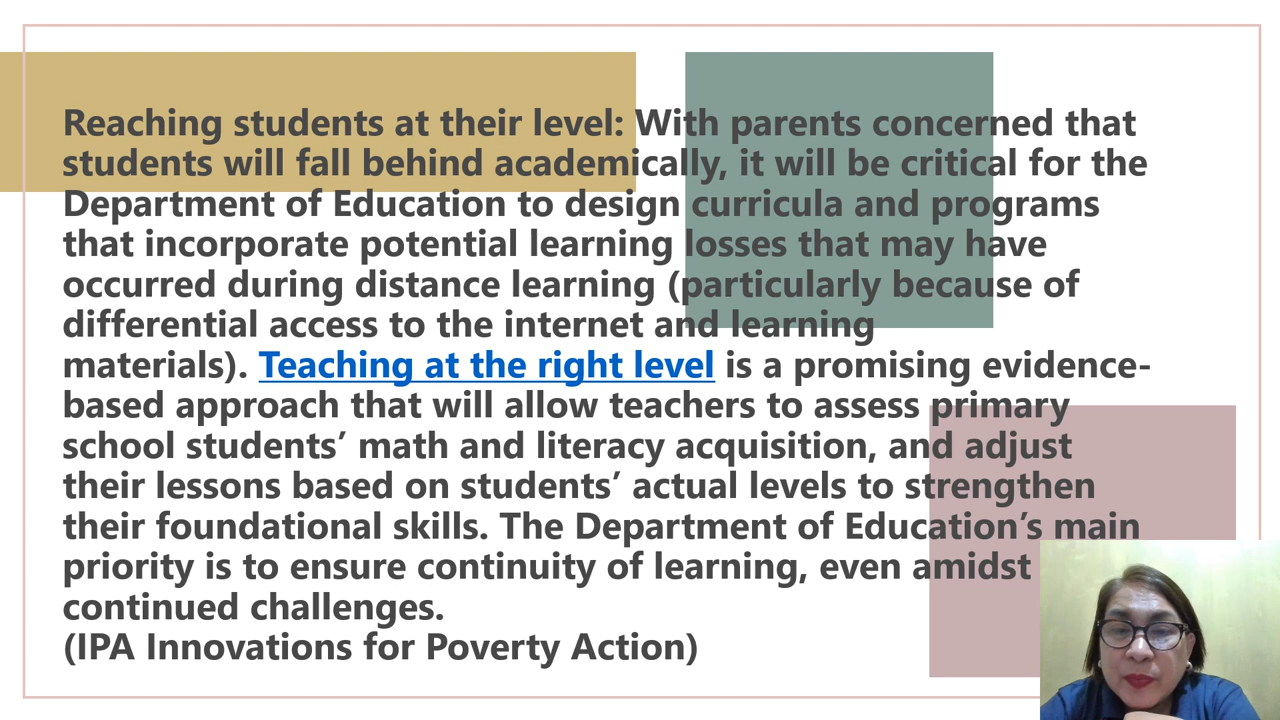 Reaching students at their level: With parents concerned that
students will fall behind academically, it will be critical for the
Department of Education to design curricula and programs
that incorporate potential learning losses that may have
occurred during distance learning (particularly because of
differential access to the internet and learning
materials). Teaching at the right level is a promising evidence-
based approach that will allow teachers to assess primary
school students’ math and literacy acquisition, and adjust
their lessons based on students’ actual levels to strengthen
their foundational skills. The Department of Education’s main
priority is to ensure continuity of learning, even amidst
continued challenges.
(IPA Innovations for Poverty Action)